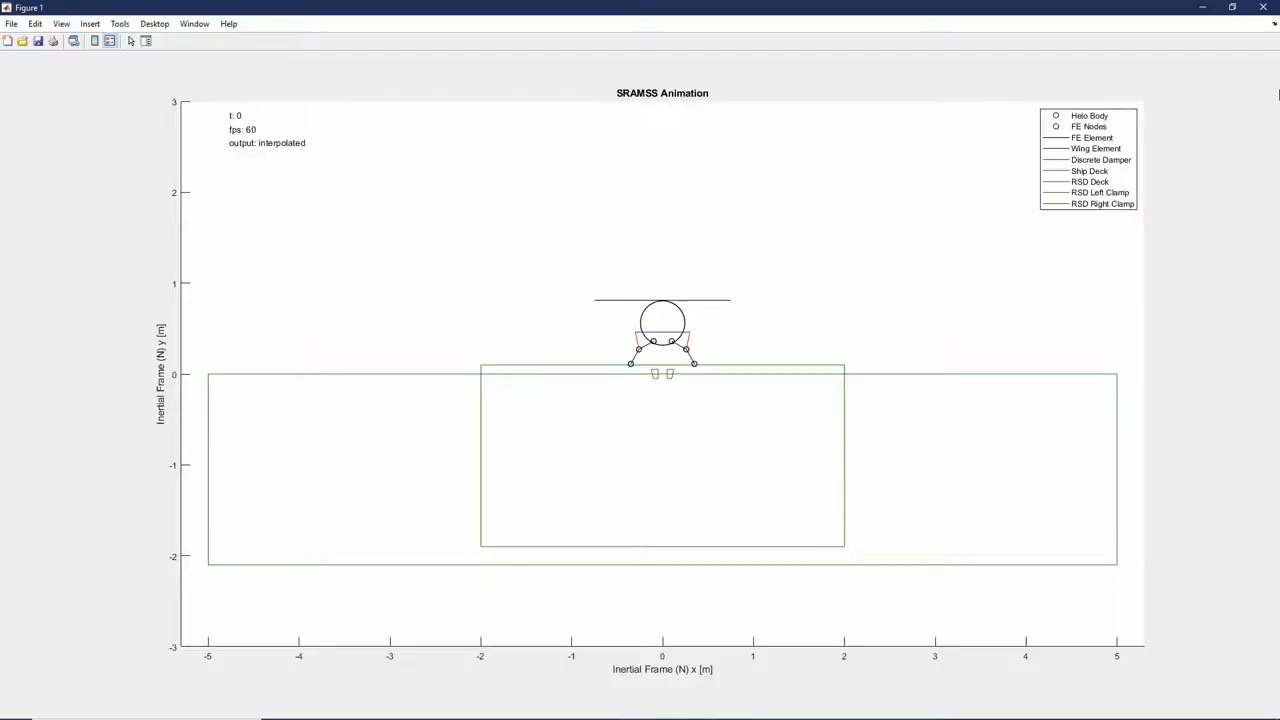 Figure 1
File Edit View Insert Tools Desktop Window Help
SRAMSS Animation
t: 0
fps: 60
output: interpolated
Helo Body
FE Nodes
FE Element
Wing Element
Discrete Damper
Ship Deck
RSD Deck
RSD Left Clamp
RSD Right Clamp
3
2
1
0
-1
-2
-3
Inertial Frame (N) y [m]
-5 -4 -3 -2 -1 0 1 2 3 4 5
Inertial Frame (N) x [m]